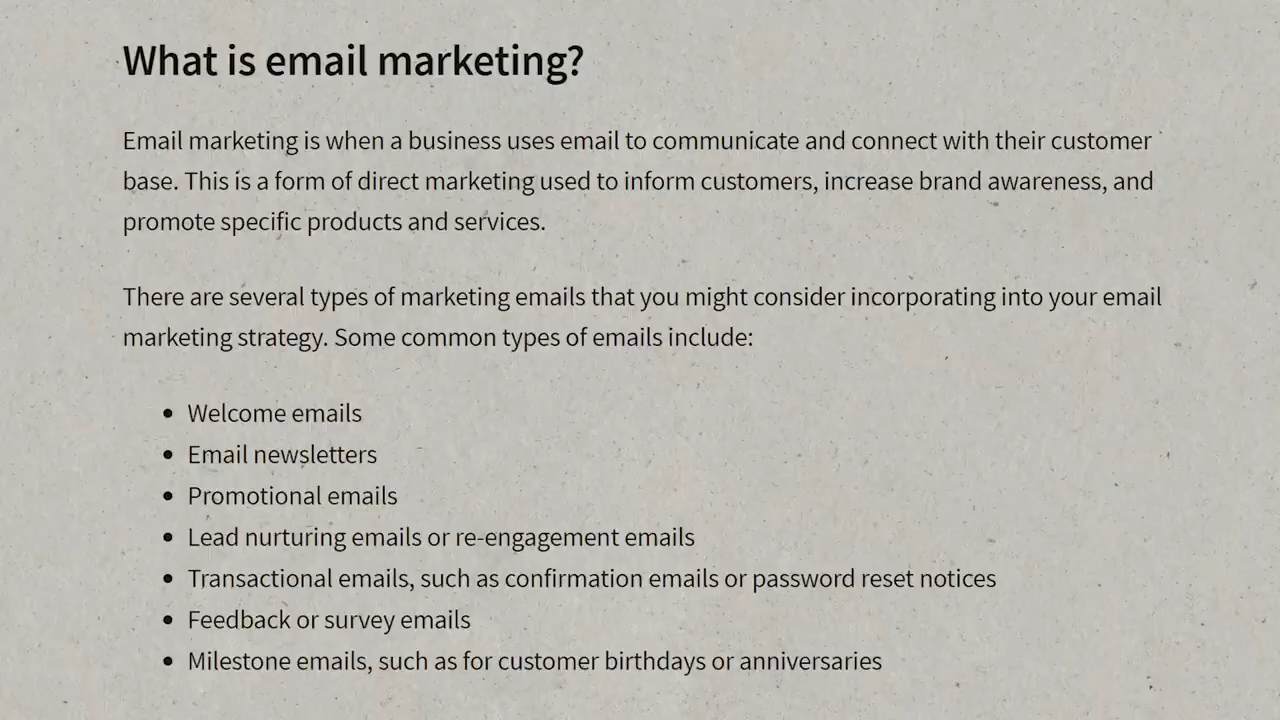 What is email marketing?
Email marketing is when a business uses email to communicate and connect with their customer
base. This is a form of direct marketing used to inform customers, increase brand awareness, and
promote specific products and services.
There are several types of marketing emails that you might consider incorporating into your email
marketing strategy. Some common types of emails include:
• Welcome emails
• Email newsletters
• Promotional emails
• Lead nurturing emails or re-engagement emails
• Transactional emails, such as confirmation emails or password reset notices
• Feedback or survey emails
• Milestone emails, such as for customer birthdays or anniversaries